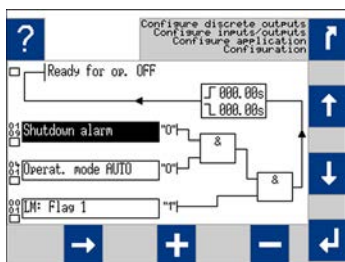 ?
Configure discrete outputs
Configure inputs/outputs
Configure application
Configuration
Ready for op. OFF
000.00s
000.00s
Shutdown alarm "0"
&
Operat. mode AUTO "0"
&
LM: Flag 1 "1"